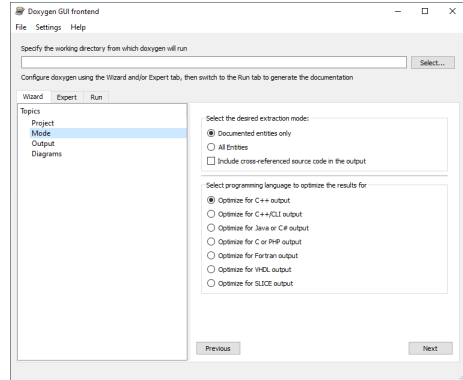 Doxygen GUI frontend
File Settings Help
Specify the working directory from which doxygen will run
Select...
Configure doxygen using the Wizard and/or Expert tab, then switch to the Run tab to generate the documentation
Wizard Expert Run
Topics
Project
Mode
Output
Diagrams
Select the desired extraction mode:
Documented entities only
All Entities
Include cross-referenced source code in the output
Select programming language to optimize the results for
Optimize for C++ output
Optimize for C++/CLI output
Optimize for Java or C# output
Optimize for C or PHP output
Optimize for Fortran output
Optimize for VHDL output
Optimize for SLICE output
Previous Next